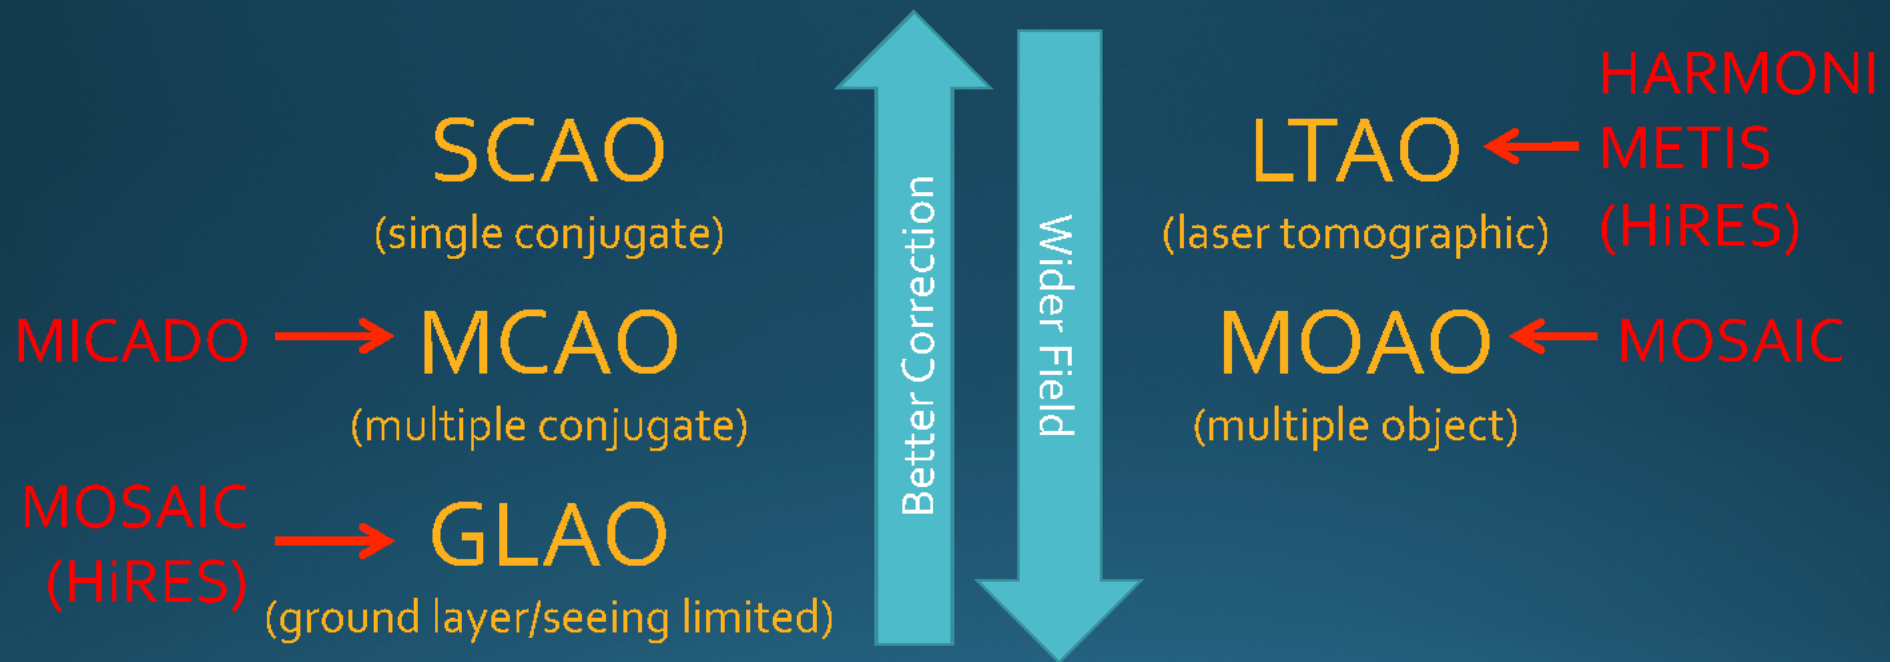 SCAO
(single conjugate)
MICADO
MCAO
(multiple conjugate)
MOSAIC
(HiRES)
GLAO
(ground layer/seeing limited)
Better Correction
Wider Field
LTAO
(laser tomographic)
HARMONI
METIS
(HiRES)
MOAO
(multiple object)
MOSAIC